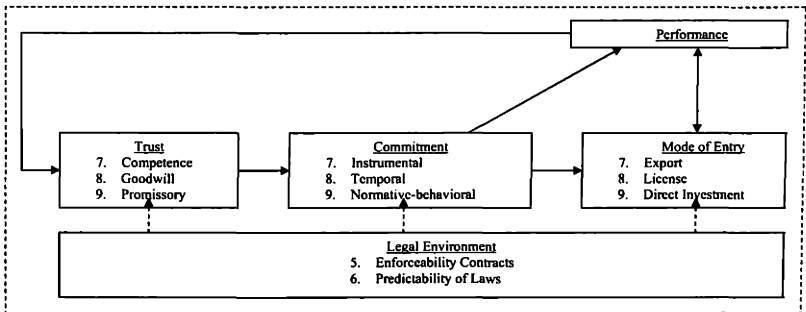 Performance
Trust
7. Competence
8. Goodwill
9. Promissory
Commitment
7. Instrumental
8. Temporal
9. Normative-behavioral
Mode of Entry
7. Export
8. License
9. Direct Investment
Legal Environment
5. Enforceability Contracts
6. Predictability of Laws